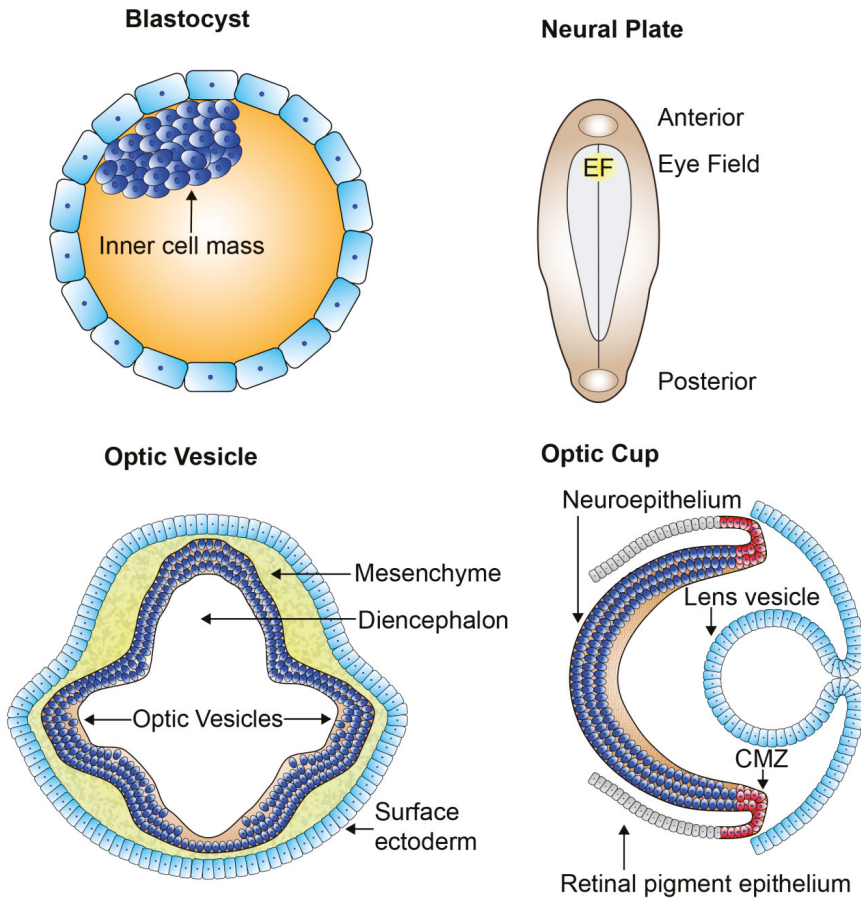 Blastocyst
Inner cell mass
Neural Plate
Anterior
EF
Eye Field
Posterior
Optic Vesicle
Mesenchyme
Diencephalon
Optic Vesicles
Surface
ectoderm
Optic Cup
Neuroepithelium
Lens vesicle
CMZ
Retinal pigment epithelium